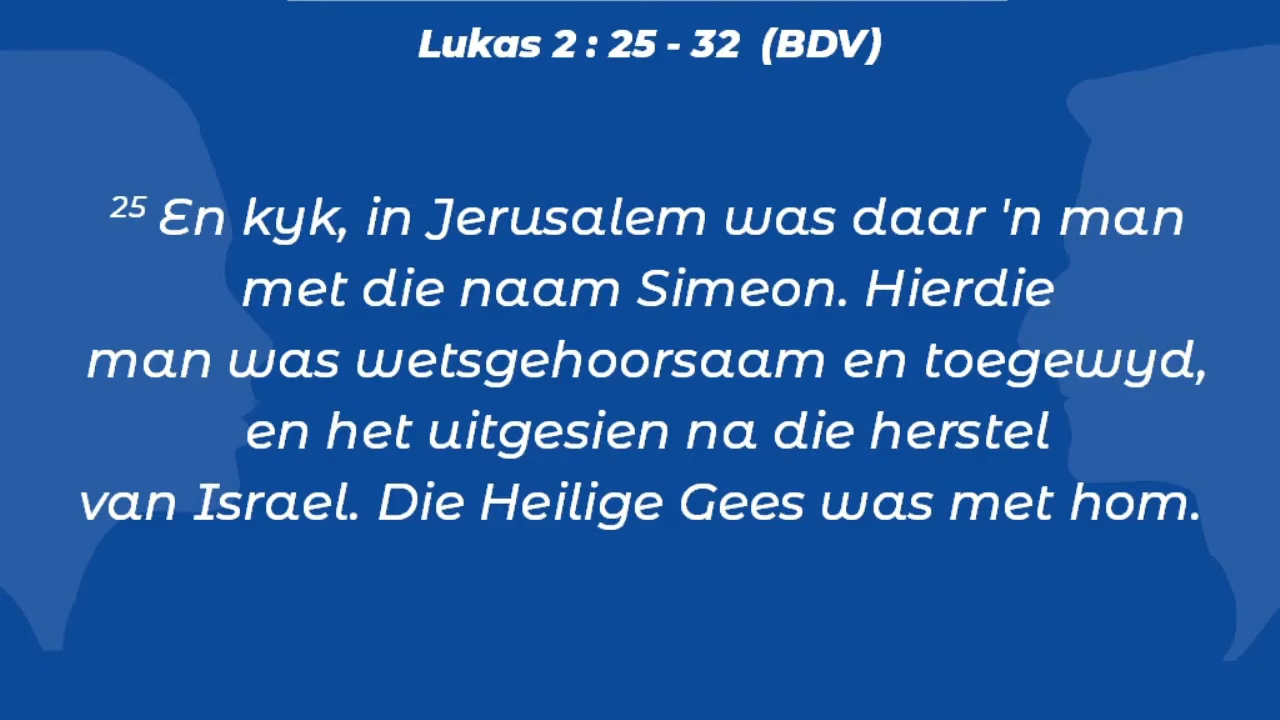 Lukas 2 : 25 - 32 (BDV)
25 En kyk, in Jerusalem was daar 'n man
met die naam Simeon. Hierdie
man was wetsgehoorsaam en toegewyd,
en het uitgesien na die herstel
van Israel. Die Heilige Gees was met hom.